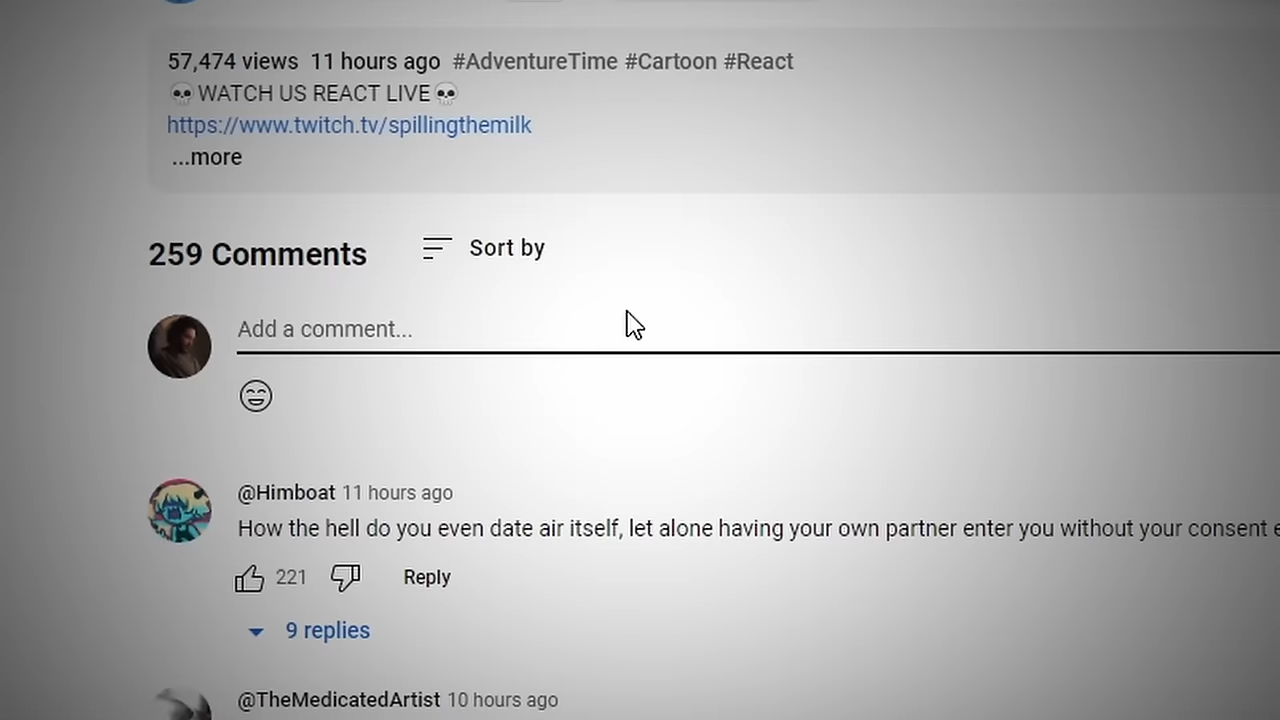 57,474 views 11 hours ago #AdventureTime #Cartoon #React
💀WATCH US REACT LIVE💀
https://www.twitch.tv/spillingthemilk
...more
259 Comments Sort by
Add a comment...
@Himboat 11 hours ago
How the hell do you even date air itself, let alone having your own partner enter you without your consent
221 Reply
9 replies
@TheMedicatedArtist 10 hours ago